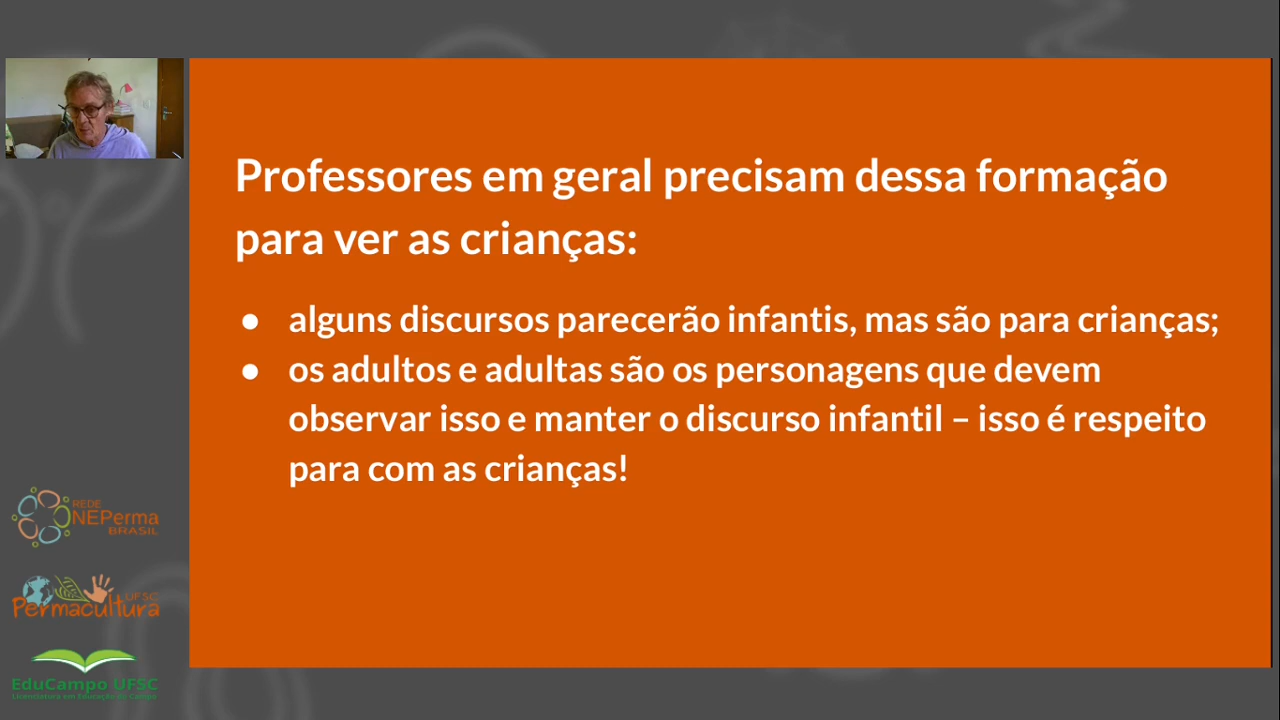 Professores em geral precisam dessa formação
para ver as crianças:
● alguns discursos parecerão infantis, mas são para crianças;
● os adultos e adultas são os personagens que devem
observar isso e manter o discurso infantil – isso é respeito
para com as crianças!
REDE
NEPerma
BRASIL
UFSC
Permacultura
EduCampo UFSC
Licenciatura em Educação do Campo